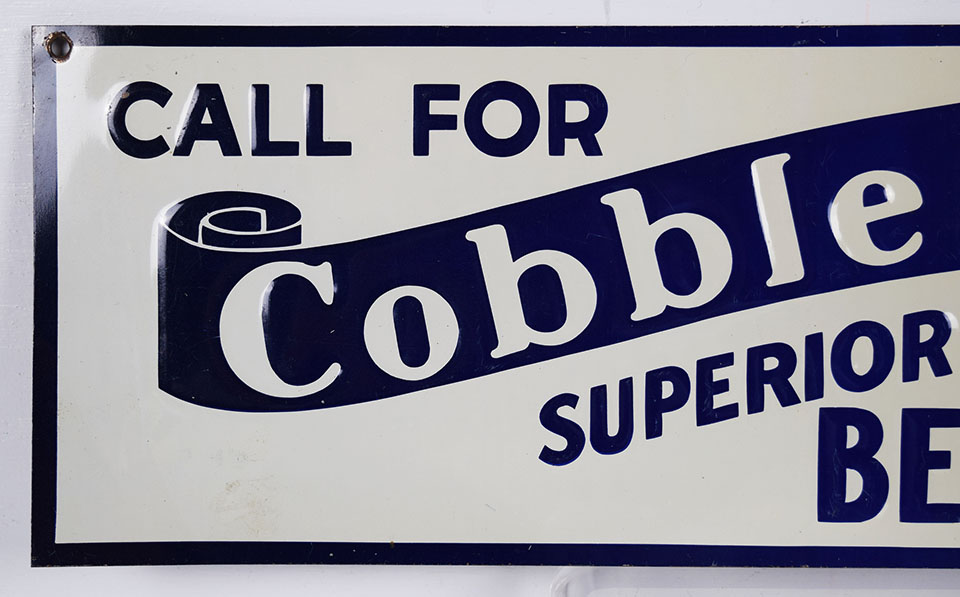 CALL FOR
Cobble
SUPERIOR
BE